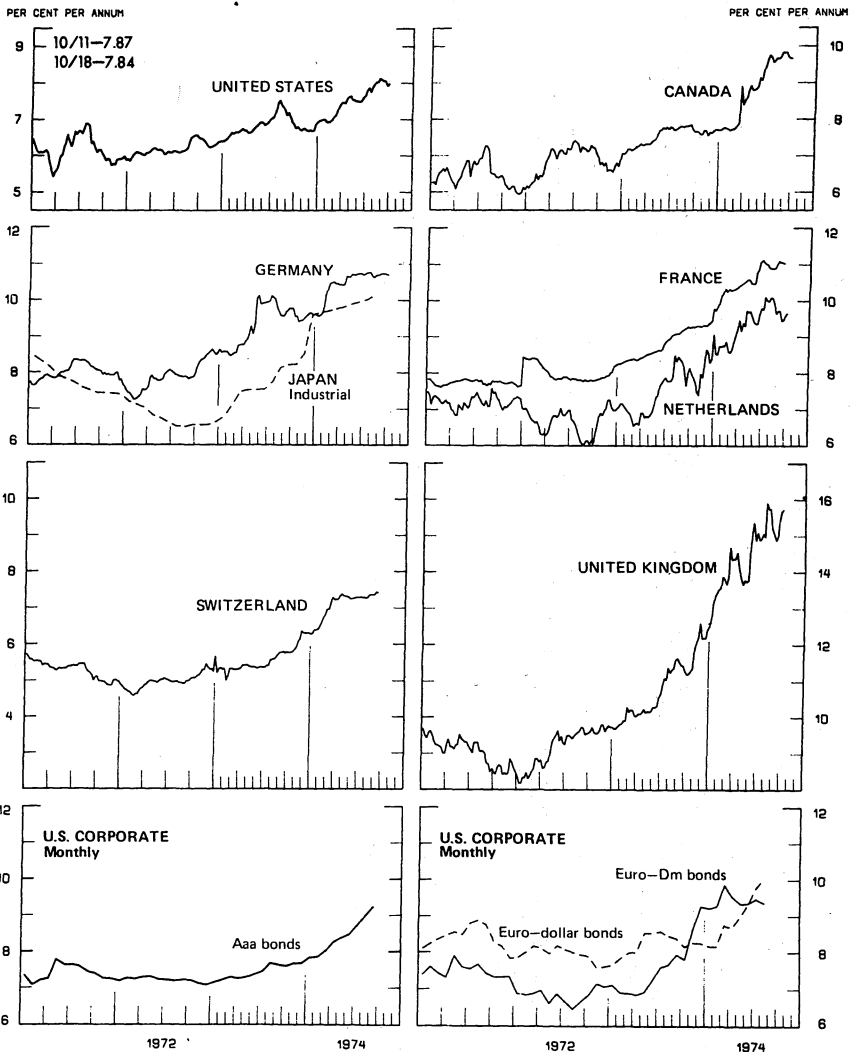 PER CENT PER ANNUM
PER CENT PER ANNUM
10/11—7.87
10/18—7.84
9
7
5
UNITED STATES
10
8
6
CANADA
12
10
8
6
GERMANY
JAPAN
Industrial
12
10
8
6
FRANCE
NETHERLANDS
10
8
6
4
SWITZERLAND
16
14
12
10
UNITED KINGDOM
12
10
8
6
U.S. CORPORATE
Monthly
Aaa bonds
1972
1974
U.S. CORPORATE
Monthly
Euro—Dm bonds
Euro—dollar bonds
12
10
8
6
1972
1974